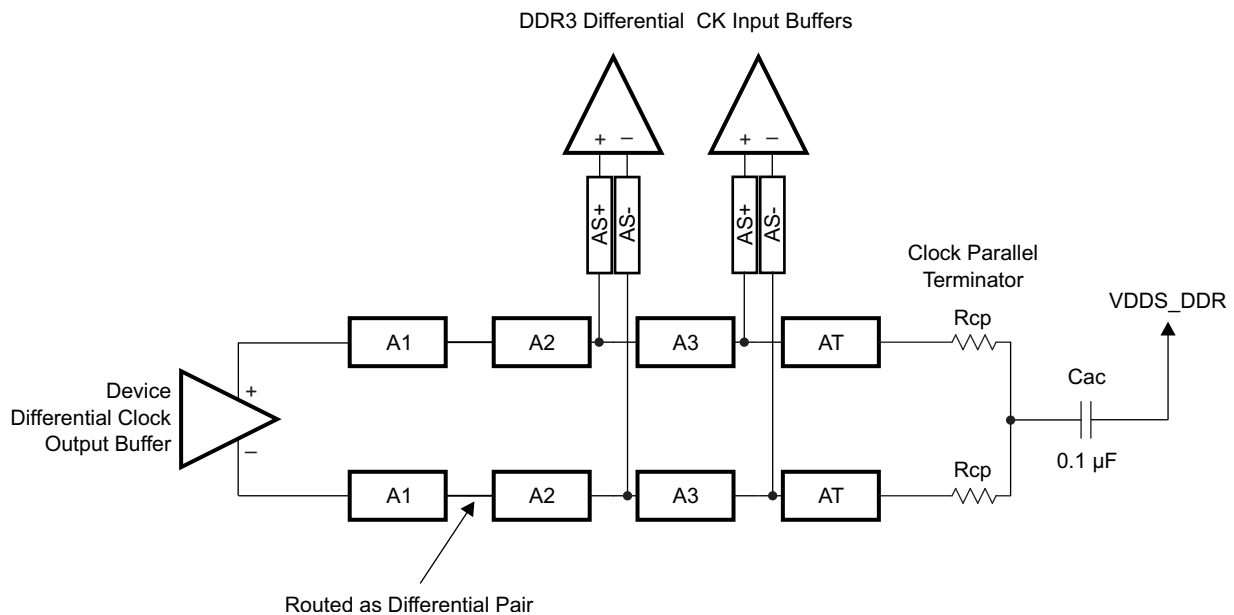 DDR3 Differential CK Input Buffers
+ − + −
AS+ AS- AS+ AS-
Clock Parallel
Terminator
VDDS_DDR
Rcp
A1 A2 A3 AT
Cac
Device
Differential Clock
Output Buffer
+
−
0.1 µF
Rcp
A1 A2 A3 AT
Routed as Differential Pair